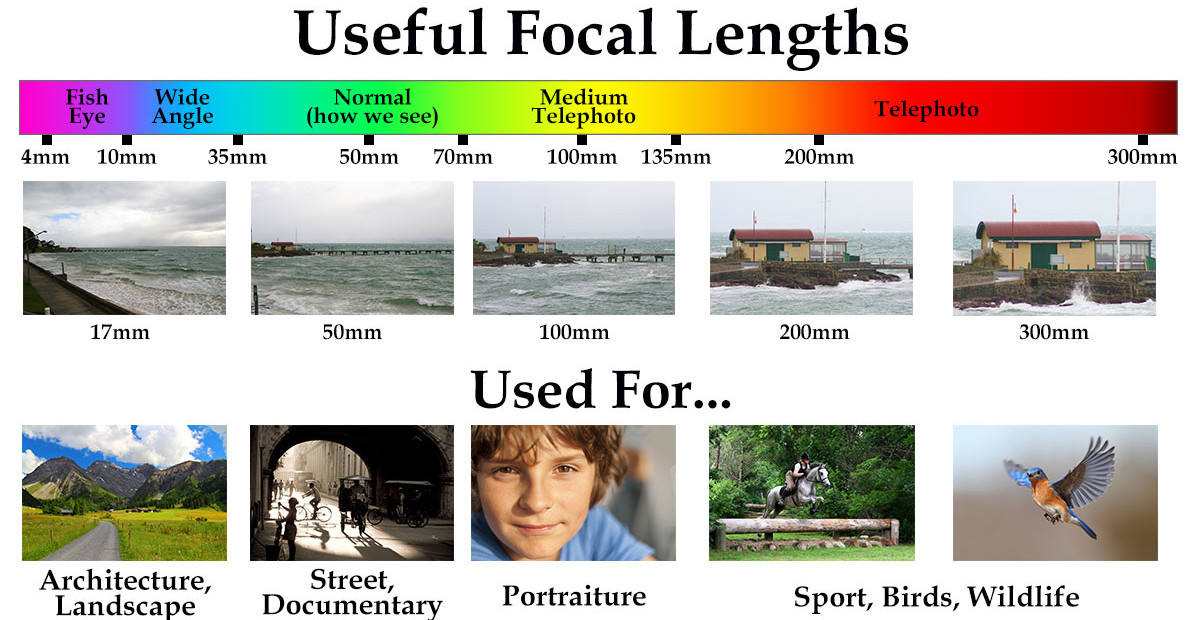 Useful Focal Lengths
Fish
Eye
Wide
Angle
Normal
(how we see)
Medium
Telephoto
Telephoto
4mm 10mm 35mm 50mm 70mm 100mm 135mm 200mm 300mm
17mm 50mm 100mm 200mm 300mm
Used For...
Architecture,
Landscape
Street,
Documentary
Portraiture
Sport, Birds, Wildlife